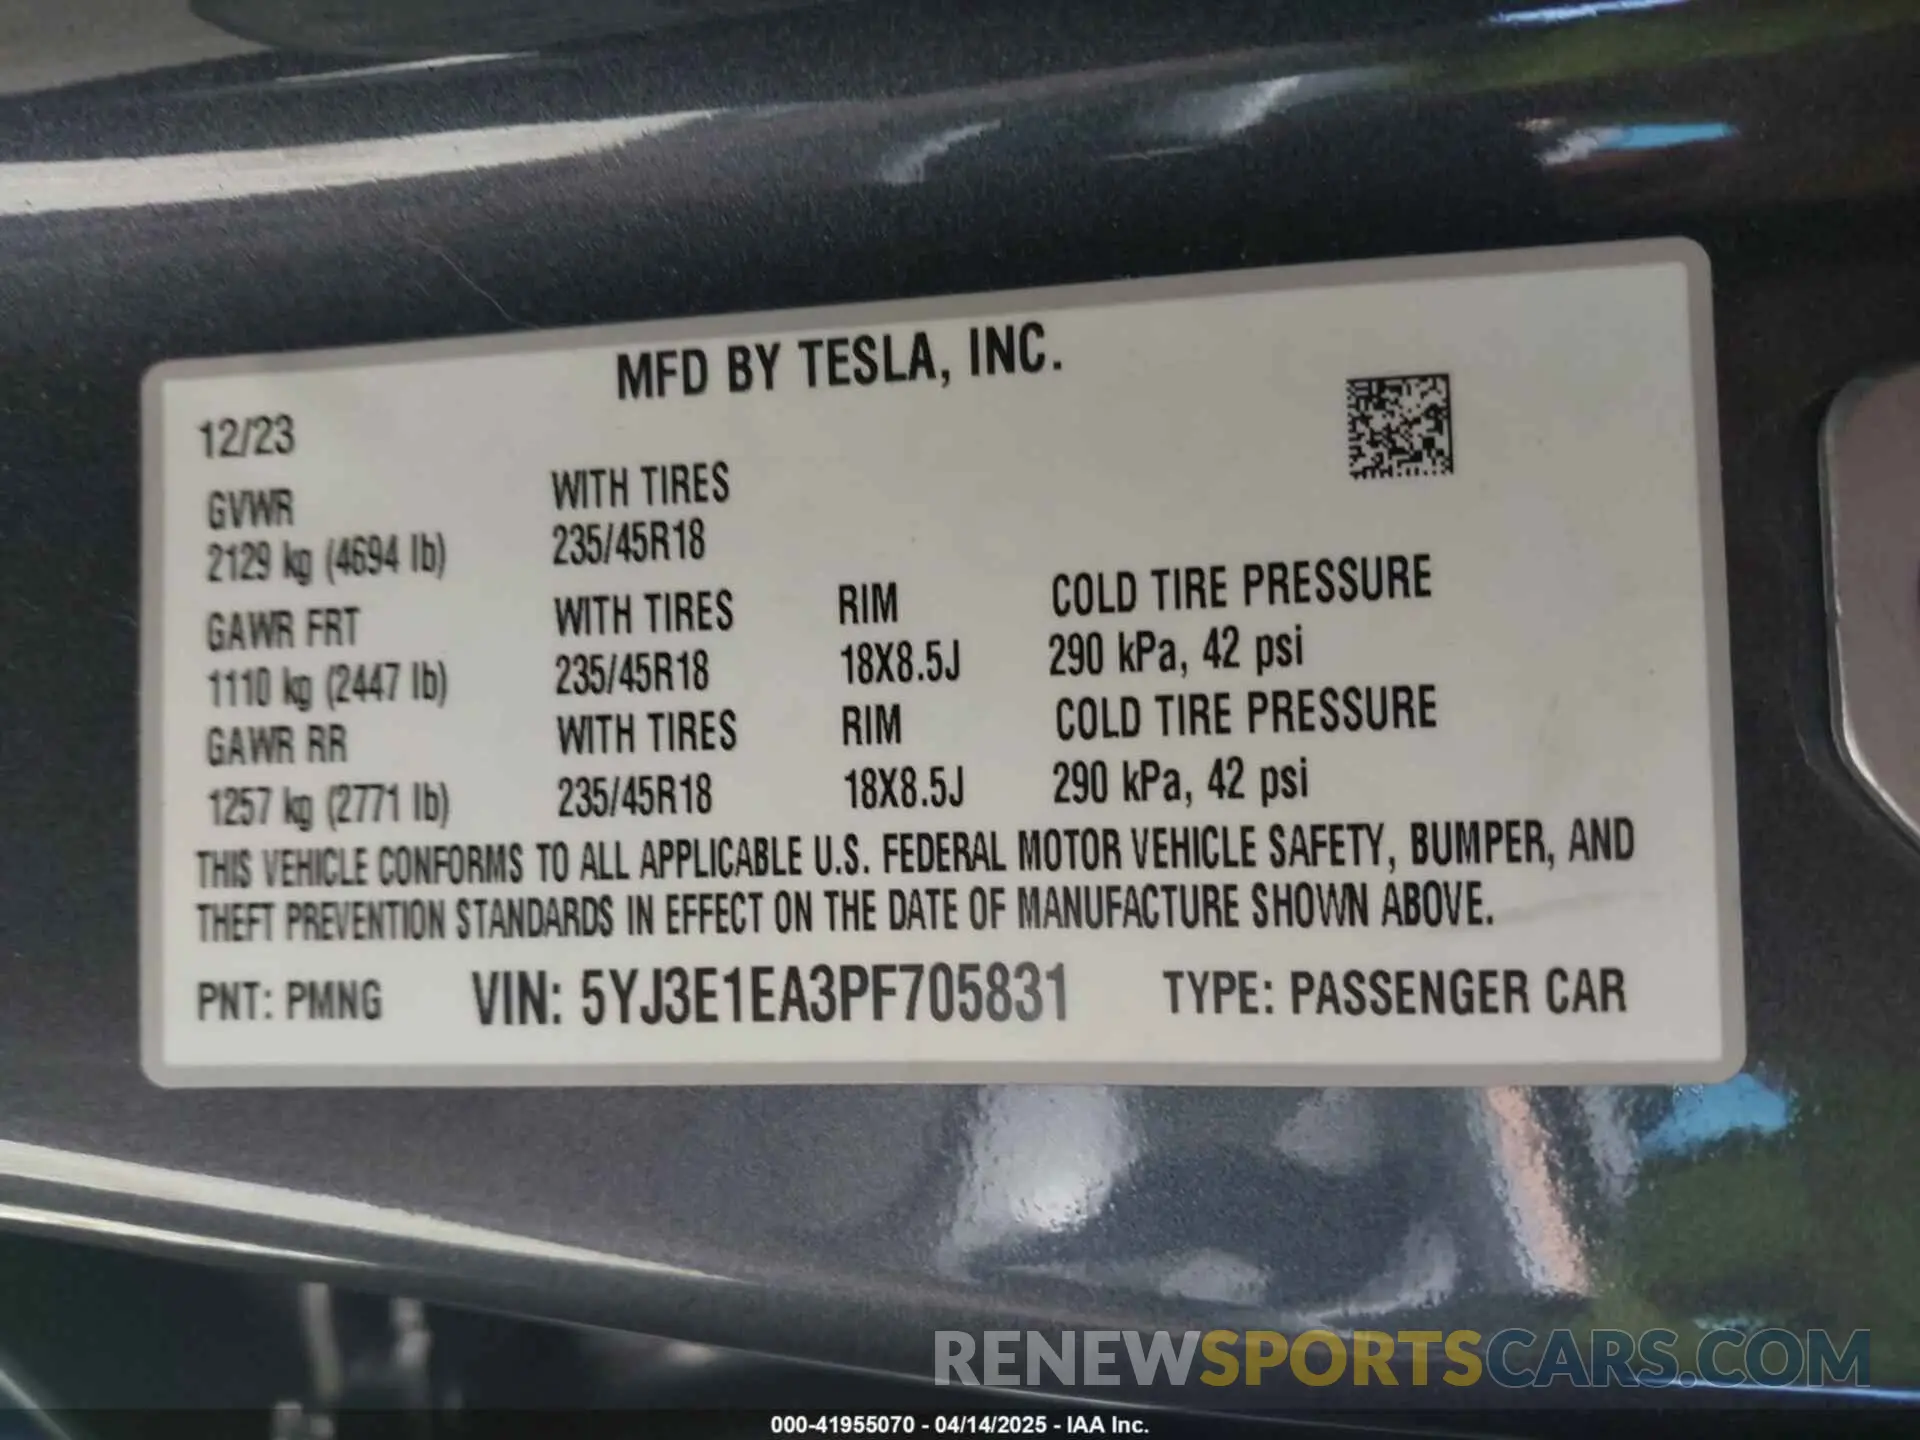 MFD BY TESLA, INC.
12/23
GVWR WITH TIRES
2129 kg (4694 lb) 235/45R18
GAWR FRT WITH TIRES RIM COLD TIRE PRESSURE
1110 kg (2447 lb) 235/45R18 18X8.5J 290 kPa, 42 psi
GAWR RR WITH TIRES RIM COLD TIRE PRESSURE
1257 kg (2771 lb) 235/45R18 18X8.5J 290 kPa, 42 psi
THIS VEHICLE CONFORMS TO ALL APPLICABLE U.S. FEDERAL MOTOR VEHICLE SAFETY, BUMPER, AND
THEFT PREVENTION STANDARDS IN EFFECT ON THE DATE OF MANUFACTURE SHOWN ABOVE.
PNT: PMNG VIN: 5YJ3E1EA3PF705831 TYPE: PASSENGER CAR
RENEWSPORTSCARS.COM
000-41955070 - 04/14/2025 - IAA Inc.